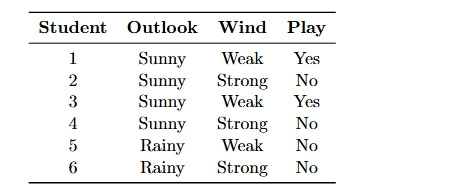 Student Outlook Wind Play
1 Sunny Weak Yes
2 Sunny Strong No
3 Sunny Weak Yes
4 Sunny Strong No
5 Rainy Weak No
6 Rainy Strong No